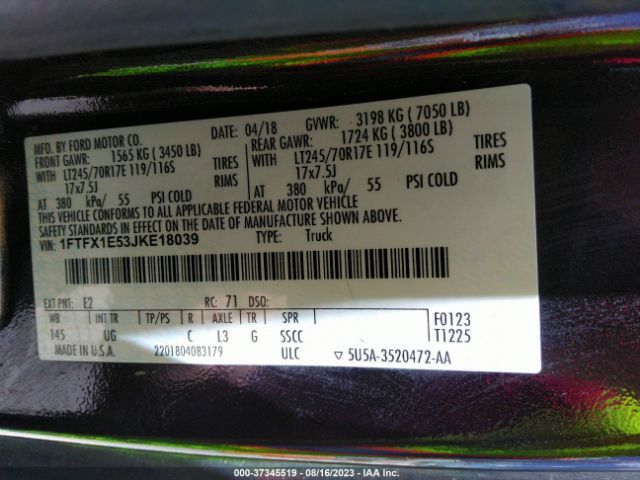 MFD. BY FORD MOTOR CO.
DATE: 04/18 GVWR: 3198 KG ( 7050 LB)
FRONT GAWR: 1565 KG ( 3450 LB)
REAR GAWR: 1724 KG ( 3800 LB)
WITH LT245/70R17E 119/116S TIRES
WITH LT245/70R17E 119/116S TIRES
17x7.5J RIMS
17x7.5J RIMS
AT 380 kPa/ 55 PSI COLD
AT 380 kPa/ 55 PSI COLD
THIS VEHICLE CONFORMS TO ALL APPLICABLE FEDERAL MOTOR VEHICLE
SAFETY STANDARDS IN EFFECT ON THE DATE OF MANUFACTURE SHOWN ABOVE.
VIN: 1FTFX1E53JKE18039 TYPE: Truck
EXT PNT: E2 RC: 71 DSO:
WB INT TR TP/PS R AXLE TR SPR F0123
145 UG C L3 G SSCC T1225
MADE IN U.S.A. 2201804083179 ULC ▽ 5U5A-3520472-AA
000-37345519 - 08/16/2023 - Copyright IAA